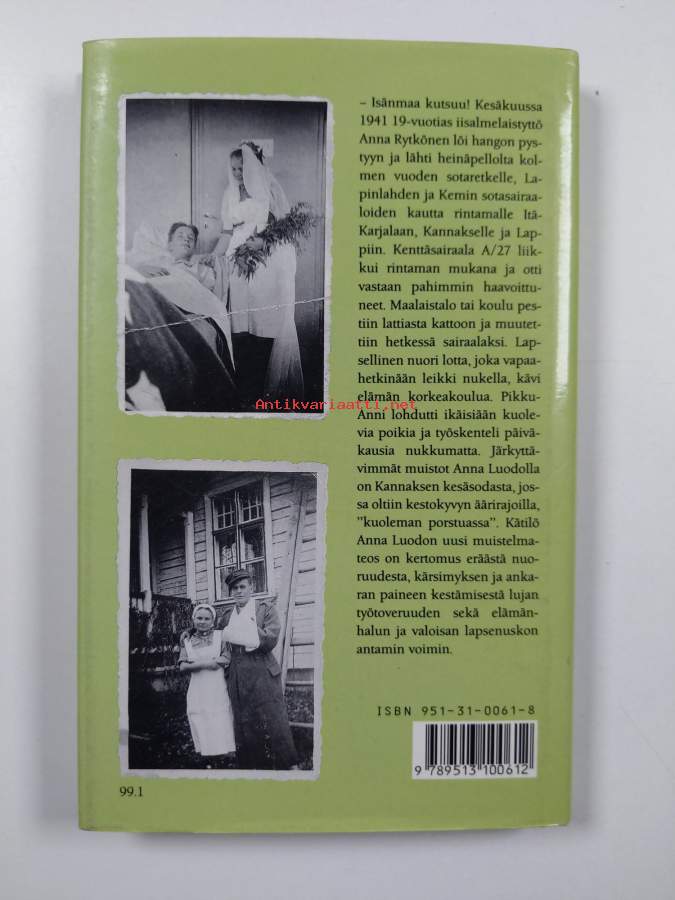 – Isänmaa kutsuu! Kesäkuussa
1941 19-vuotias iisalmelaistyttö
Anna Rytkönen löi hangon pys-
tyyn ja lähti heinäpellolta kol-
men vuoden sotaretkelle, La-
pinlahden ja Kemin sotasairaa-
loiden kautta rintamalle Itä-
Karjalaan, Kannakselle ja Lap-
piin. Kenttäsairaala A/27 liik-
kui rintaman mukana ja otti
vastaan pahimmin haavoittu-
neet. Maalaistalo tai koulu pes-
tiin lattiasta kattoon ja muutet-
tiin hetkessä sairaalaksi. Lap-
sellinen nuori lotta, joka vapaa-
hetkinään leikki nukella, kävi
elämän korkeakoulua. Pikku-
Anni lohdutti ikäisiään kuole-
via poikia ja työskenteli päivä-
kausia nukkumatta. Järkyttä-
vimmät muistot Anna Luodolla
on Kannaksen kesäsodasta, jos-
sa oltiin kestokyvyn äärirajoilla,
”kuoleman porstuassa”. Kätilö
Anna Luodon uusi muistelma-
teos on kertomus eräästä nuo-
ruudesta, kärsimyksen ja anka-
ran paineen kestämisestä lujan
työtoveruuden sekä elämän-
halun ja valoisan lapsenuskon
antamin voimin.
Antikvariaatti.net
ISBN 951-31-0061-8
9 789513 100612
99.1